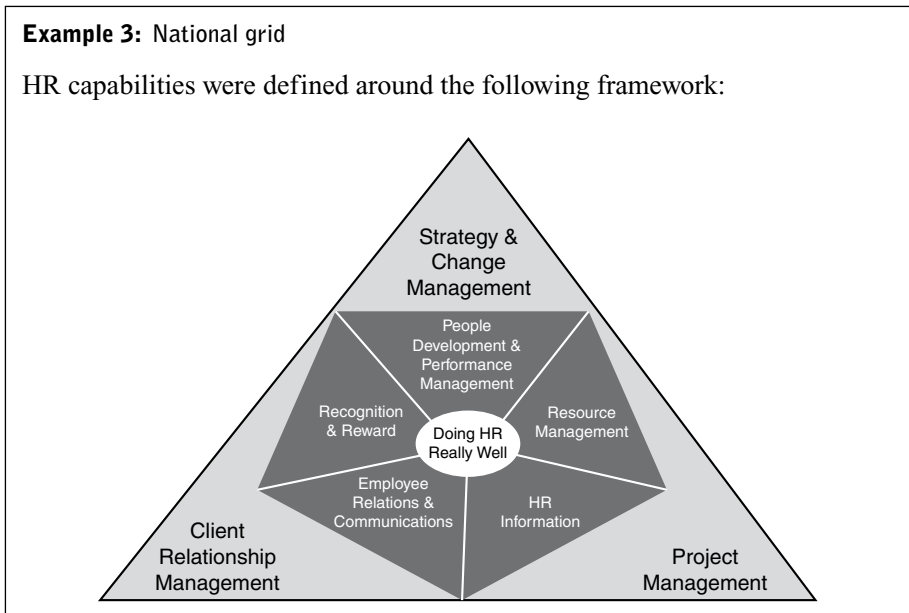 Example 3: National grid
HR capabilities were defined around the following framework:
Strategy &
Change
Management
People
Development &
Performance
Management
Recognition
& Reward
Doing HR
Really Well
Resource
Management
Employee
Relations &
Communications
HR
Information
Client
Relationship
Management
Project
Management